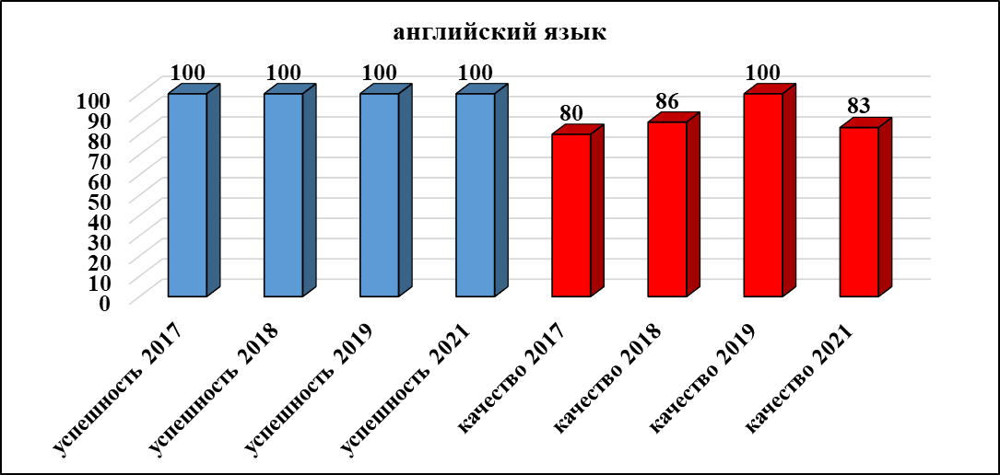 английский язык
100 100 100 100 80 86 100 83
100
90
80
70
60
50
40
30
20
10
0
успешность 2017
успешность 2018
успешность 2019
успешность 2021
качество 2017
качество 2018
качество 2019
качество 2021